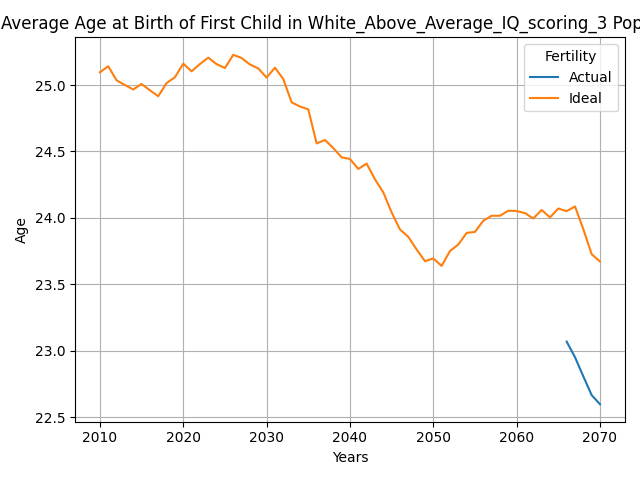 Average Age at Birth of First Child in White_Above_Average_IQ_scoring_3 Pop
Fertility
Actual
Ideal
25.0
24.5
24.0
23.5
23.0
22.5
Age
2010 2020 2030 2040 2050 2060 2070
Years